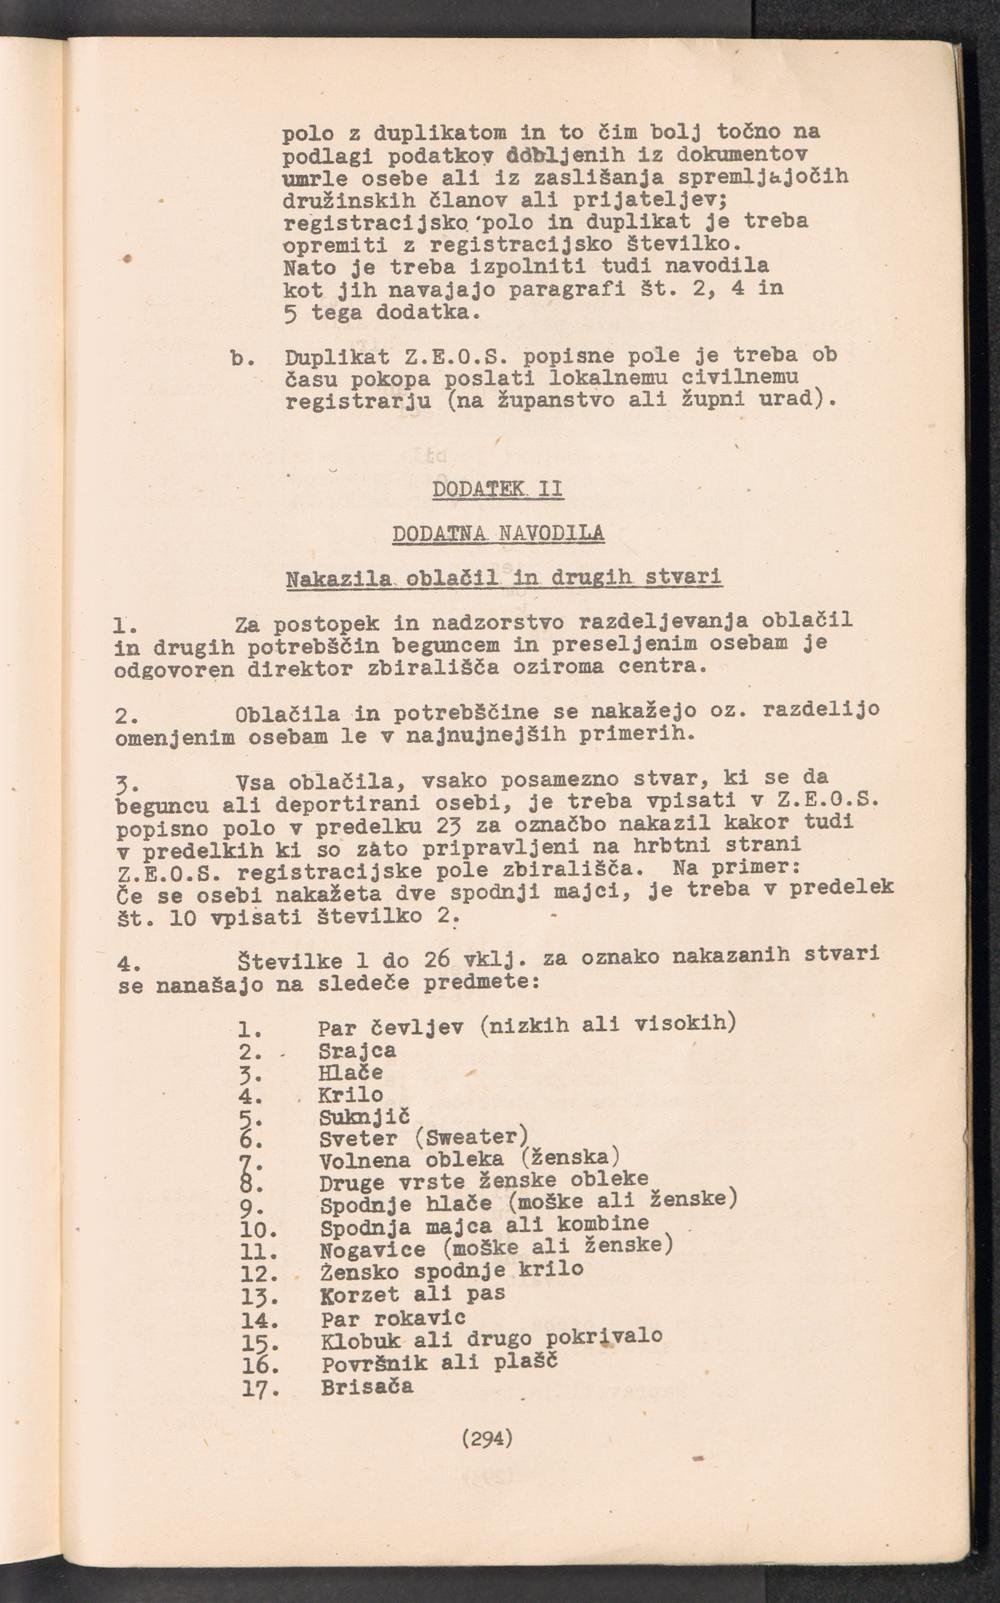 polo z duplikatom in to čim bolj točno na
podlagi podatkov dobljenih iz dokumentov
umrle osebe ali iz zaslišanja spremljajočih
družinskih članov ali prijateljev;
registracijsko polo in duplikat je treba
opremiti z registracijsko številko.
Nato je treba izpolniti tudi navodila
kot jih navajajo paragrafi št. 2, 4 in
5 tega dodatka.
b. Duplikat Z.E.O.S. popisne pole je treba ob
času pokopa poslati lokalnemu civilnemu
registrarju (na županstvo ali župni urad).
DODATEK II
DODATNA NAVODILA
Nakazila oblačil in drugih stvari
1. Za postopek in nadzorstvo razdeljevanja oblačil
in drugih potrebščin beguncem in preseljenim osebam je
odgovoren direktor zbirališča oziroma centra.
2. Oblačila in potrebščine se nakažejo oz. razdelijo
omenjenim osebam le v najnujnejših primerih.
3. Vsa oblačila, vsako posamezno stvar, ki se da
beguncu ali deportirani osebi, je treba vpisati v Z.E.O.S.
popisno polo v predelku 23 za označbo nakazil kakor tudi
v predelkih ki so zato pripravljeni na hrbtni strani
Z.E.O.S. registracijske pole zbirališča. Na primer:
Če se osebi nakažeta dve spodnji majci, je treba v predelek
št. 10 vpisati številko 2.
4. Številke 1 do 26 vklj. za oznako nakazanih stvari
se nanašajo na sledeče predmete:
1. Par čevljev (nizkih ali visokih)
2. Srajca
3. Hlače
4. Krilo
5. Suknjič
6. Sveter (Sweater)
7. Volnena obleka (ženska)
8. Druge vrste ženske obleke
9. Spodnje hlače (moške ali ženske)
10. Spodnja majca ali kombine
11. Nogavice (moške ali ženske)
12. Žensko spodnje krilo
13. Korzet ali pas
14. Par rokavic
15. Klobuk ali drugo pokrivalo
16. Površnik ali plašč
17. Brisača
(294)